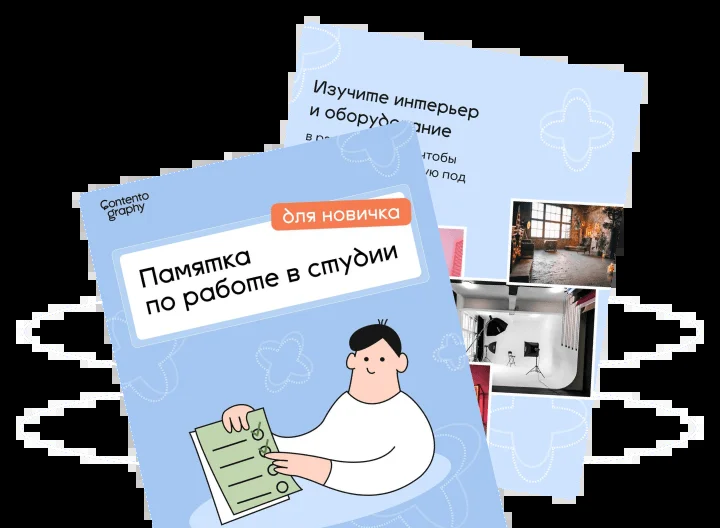 Contento
graphy
для новичка
Памятка
по работе в студии
Изучите интерьер
и оборудование
в
чтобы
под